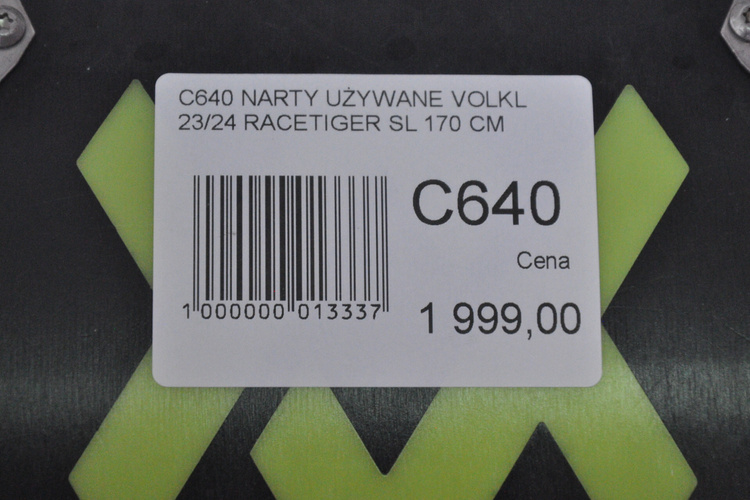 C640 NARTY UŻYWANE VOLKL
23/24 RACETIGER SL 170 CM
C640
Cena
1 999,00
1 000000 013337